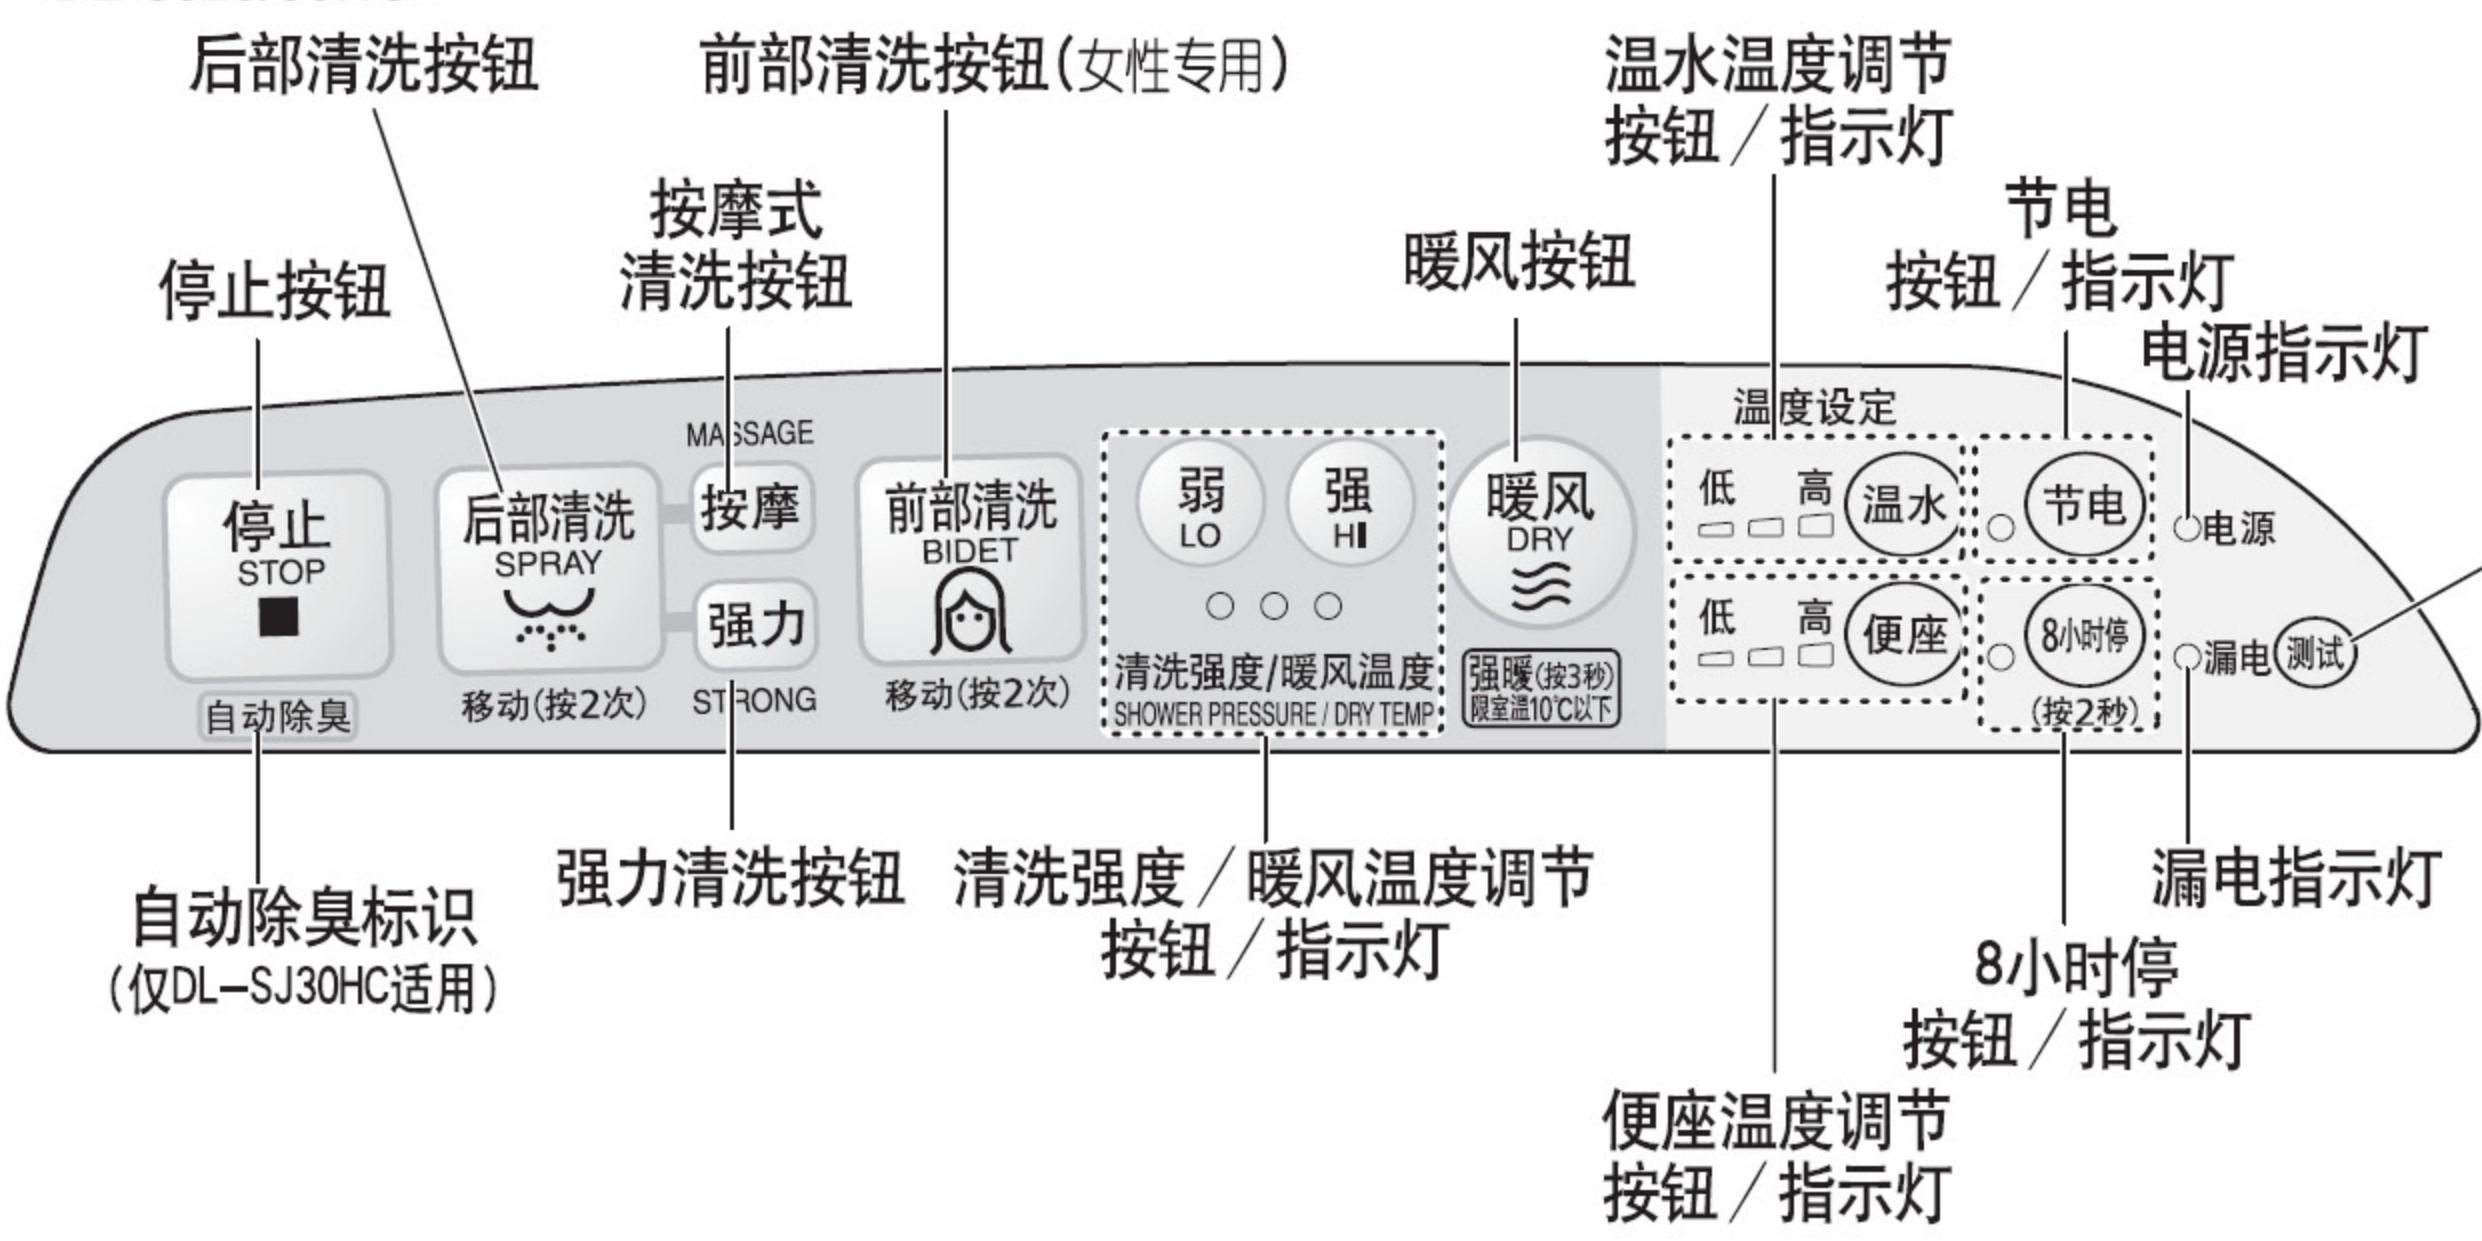 后部清洗按钮
前部清洗按钮(女性专用)
温水温度调节
按钮／指示灯
按摩式
清洗按钮
节电
按钮／指示灯
停止按钮
暖风按钮
电源指示灯
温度设定
MASSAGE
停止
STOP
后部清洗
SPRAY
按摩
强力
前部清洗
BIDET
弱
LO
强
HI
暖风
DRY
低 高 温水
节电
电源
低 高 便座
8小时停
漏电 测试
自动除臭
移动(按2次)
STRONG
移动(按2次)
清洗强度/暖风温度
SHOWER PRESSURE / DRY TEMP
强暖(按3秒)
限室温10℃以下
(按2秒)
自动除臭标识
(仅DL-SJ30HC适用)
强力清洗按钮
清洗强度／暖风温度调节
按钮／指示灯
漏电指示灯
8小时停
按钮／指示灯
便座温度调节
按钮／指示灯